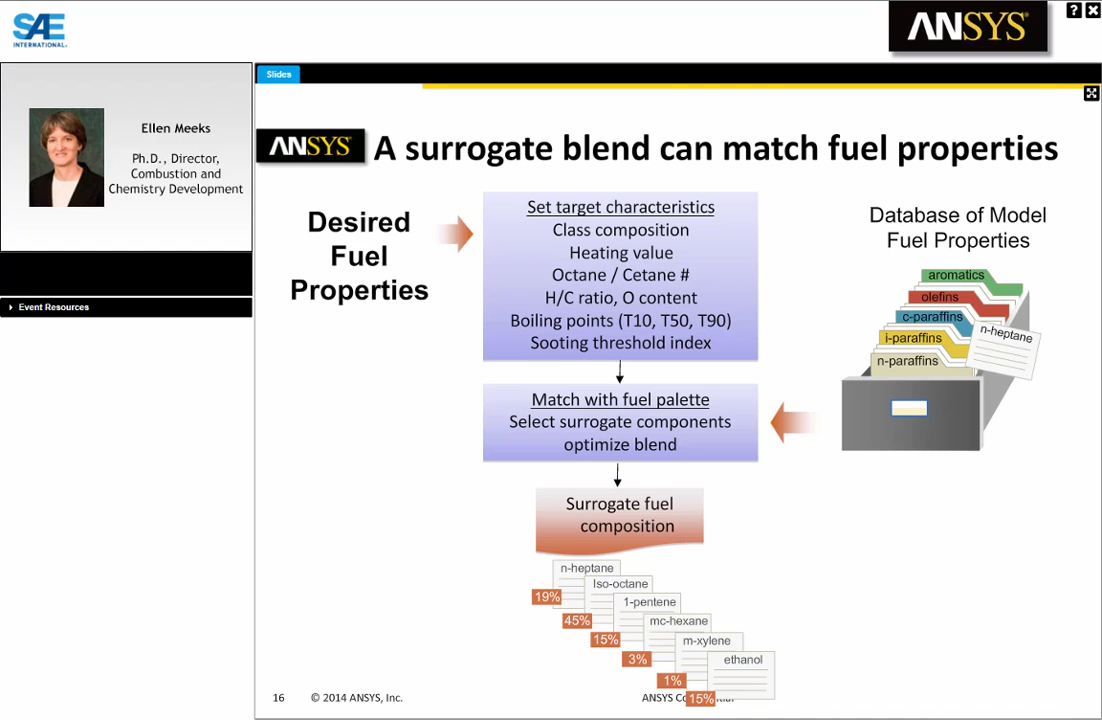 SAE
INTERNATIONAL
ANSYS
? 
Ellen Meeks
Ph.D., Director,
Combustion and
Chemistry Development
Event Resources
Slides
ANSYS
A surrogate blend can match fuel properties
Desired
Fuel
Properties
Set target characteristics
Class composition
Heating value
Octane / Cetane #
H/C ratio, O content
Boiling points (T10, T50, T90)
Sooting threshold index
Match with fuel palette
Select surrogate components
optimize blend
Database of Model
Fuel Properties
aromatics
olefins
c-paraffins
i-paraffins
n-paraffins
n-heptane
Surrogate fuel
composition
n-heptane
19%
Iso-octane
45%
1-pentene
15%
mc-hexane
3%
m-xylene
1%
ethanol
15%
16
© 2014 ANSYS, Inc.
ANSYS